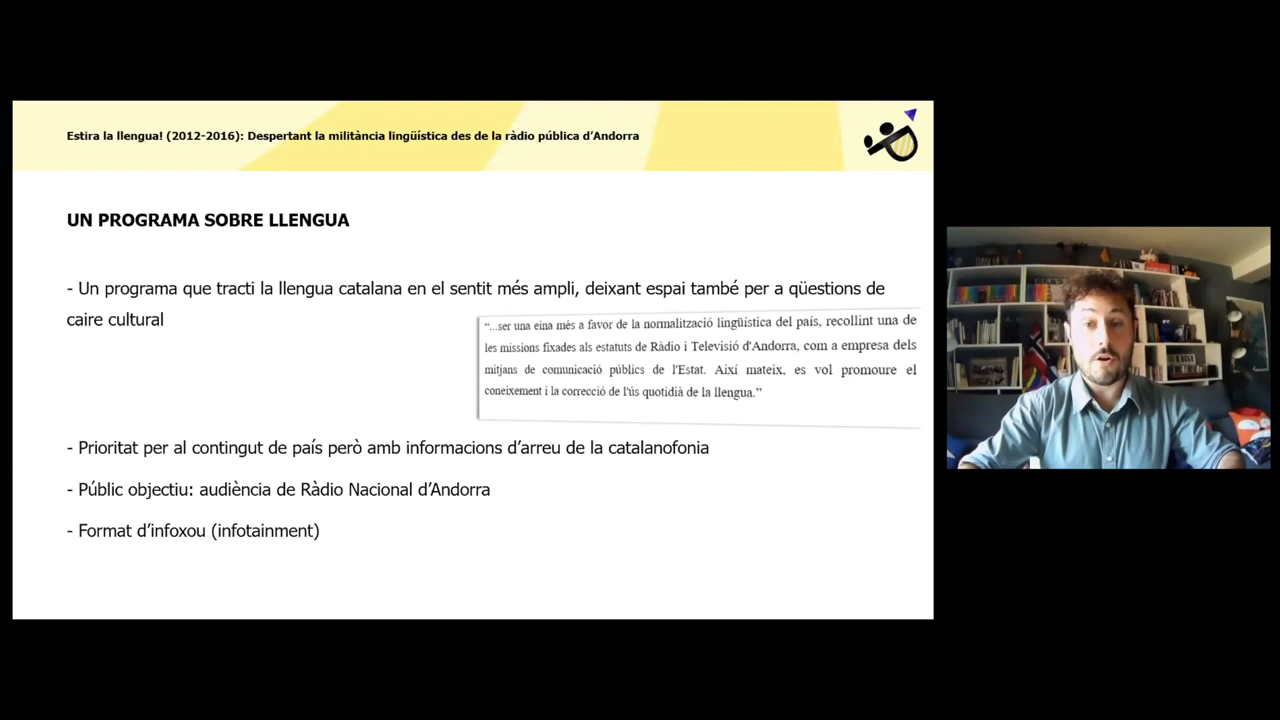 Estira la llengua! (2012-2016): Despertant la militància lingüística des de la ràdio pública d’Andorra
UN PROGRAMA SOBRE LLENGUA
- Un programa que tracti la llengua catalana en el sentit més ampli, deixant espai també per a qüestions de
caire cultural
“...ser una eina més a favor de la normalització lingüística del país, recollint una de
les missions fixades als estatuts de Ràdio i Televisió d'Andorra, com a empresa dels
mitjans de comunicació públics de l'Estat. Així mateix, es vol promoure el
coneixement i la correcció de l'ús quotidià de la llengua.”
- Prioritat per al contingut de país però amb informacions d’arreu de la catalanofonia
- Públic objectiu: audiència de Ràdio Nacional d’Andorra
- Format d’infoxou (infotainment)